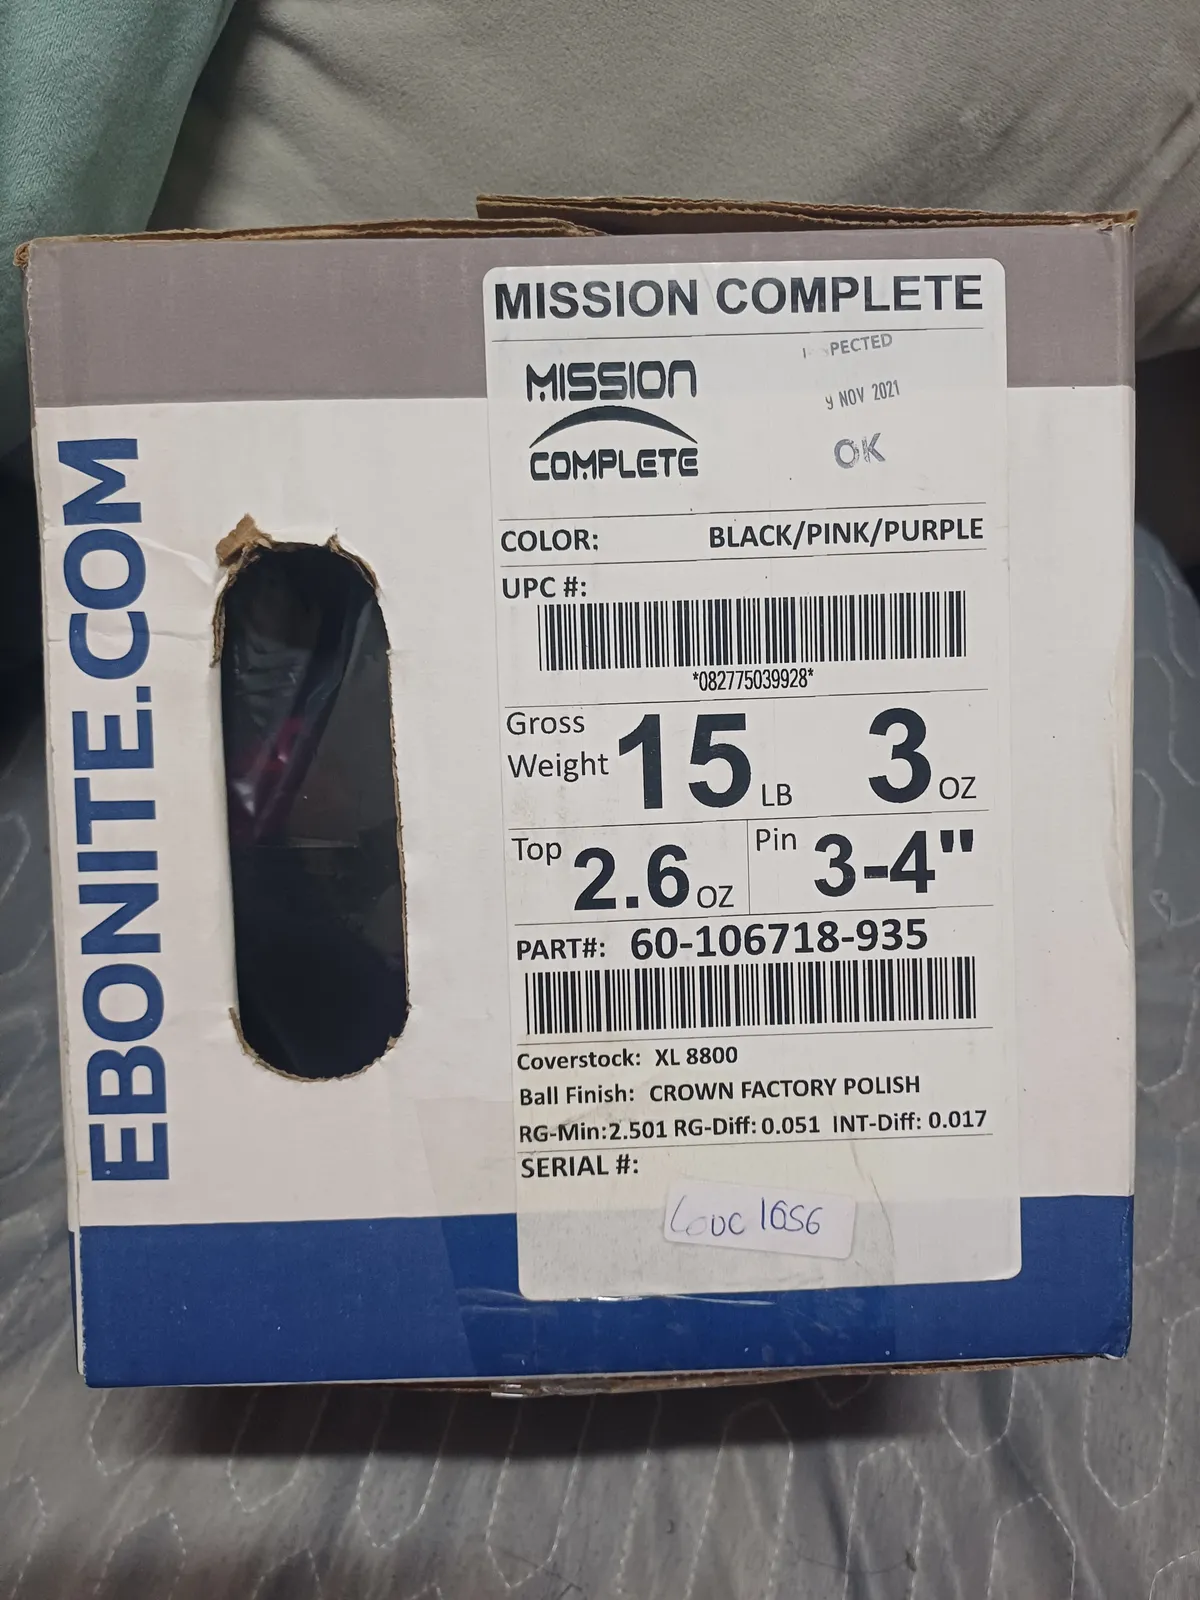 EBONITE.COM
MISSION COMPLETE
MISSION
COMPLETE
PECTED
9 NOV 2021
OK
COLOR: BLACK/PINK/PURPLE
UPC #:
*082775039928*
Gross Weight 15 LB 3 OZ
Top 2.6 OZ Pin 3-4"
PART#: 60-106718-935
Coverstock: XL 8800
Ball Finish: CROWN FACTORY POLISH
RG-Min:2.501 RG-Diff: 0.051 INT-Diff: 0.017
SERIAL #:
1656